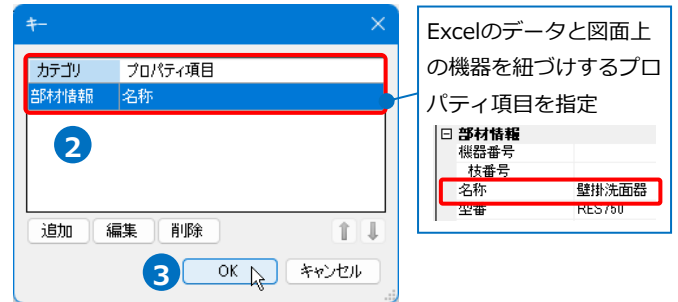 キー
カテゴリ プロパティ項目
部材情報 名称
2
追加 編集 削除
3
OK キャンセル
Excelのデータと図面上
の機器を紐づけするプロ
パティ項目を指定
部材情報
機器番号
枝番号
名称 壁掛洗面器
型番 RES750